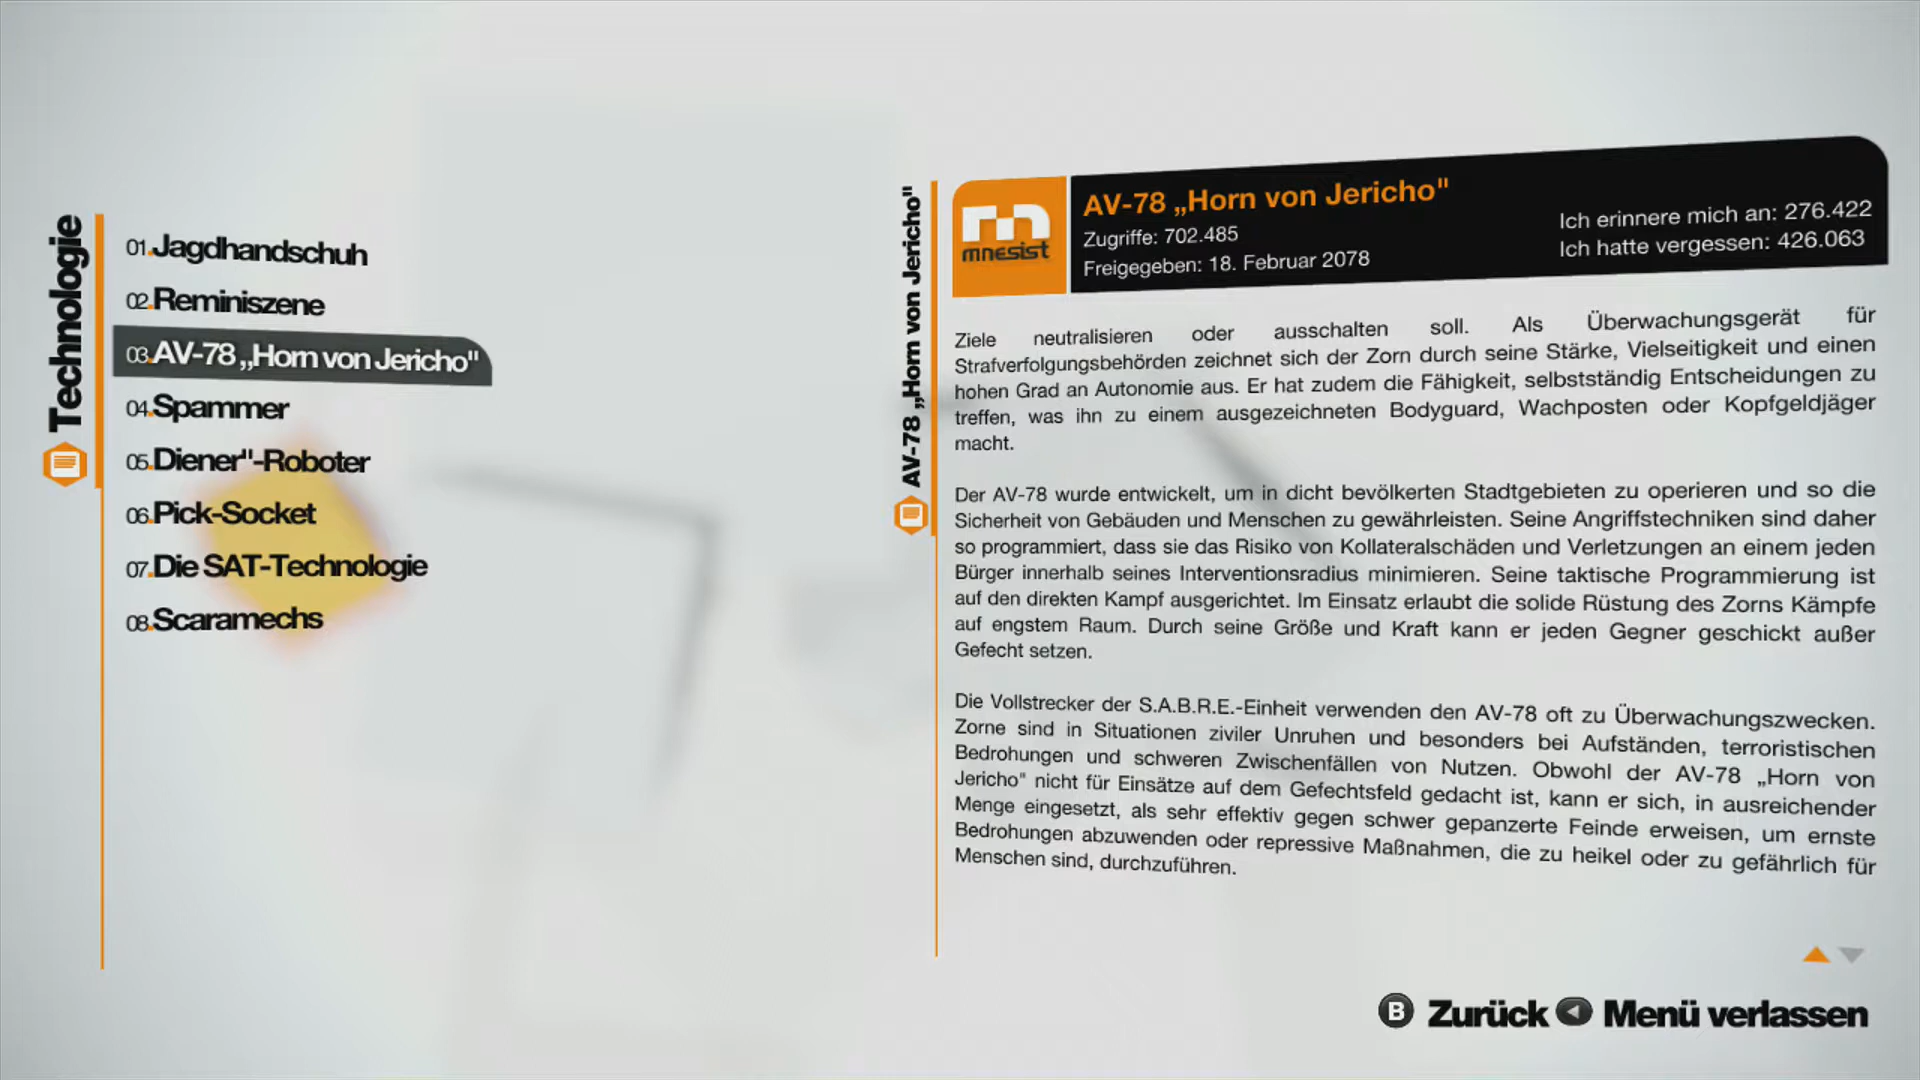 Technologie
01.Jagdhandschuh
02.Reminiszene
03.AV-78 „Horn von Jericho"
04.Spammer
05.Diener"-Roboter
06.Pick-Socket
07.Die SAT-Technologie
08.Scaramechs
AV-78 „Horn von Jericho"
mnesist
AV-78 „Horn von Jericho"
Zugriffe: 702.485
Freigegeben: 18. Februar 2078
Ich erinnere mich an: 276.422
Ich hatte vergessen: 426.063
Ziele neutralisieren oder ausschalten soll. Als Überwachungsgerät für
Strafverfolgungsbehörden zeichnet sich der Zorn durch seine Stärke, Vielseitigkeit und einen
hohen Grad an Autonomie aus. Er hat zudem die Fähigkeit, selbstständig Entscheidungen zu
treffen, was ihn zu einem ausgezeichneten Bodyguard, Wachposten oder Kopfgeldjäger
macht.
Der AV-78 wurde entwickelt, um in dicht bevölkerten Stadtgebieten zu operieren und so die
Sicherheit von Gebäuden und Menschen zu gewährleisten. Seine Angriffstechniken sind daher
so programmiert, dass sie das Risiko von Kollateralschäden und Verletzungen an einem jeden
Bürger innerhalb seines Interventionsradius minimieren. Seine taktische Programmierung ist
auf den direkten Kampf ausgerichtet. Im Einsatz erlaubt die solide Rüstung des Zorns Kämpfe
auf engstem Raum. Durch seine Größe und Kraft kann er jeden Gegner geschickt außer
Gefecht setzen.
Die Vollstrecker der S.A.B.R.E.-Einheit verwenden den AV-78 oft zu Überwachungszwecken.
Zorne sind in Situationen ziviler Unruhen und besonders bei Aufständen, terroristischen
Bedrohungen und schweren Zwischenfällen von Nutzen. Obwohl der AV-78 „Horn von
Jericho" nicht für Einsätze auf dem Gefechtsfeld gedacht ist, kann er sich, in ausreichender
Menge eingesetzt, als sehr effektiv gegen schwer gepanzerte Feinde erweisen, um ernste
Bedrohungen abzuwenden oder repressive Maßnahmen, die zu heikel oder zu gefährlich für
Menschen sind, durchzuführen.
B Zurück Menü verlassen